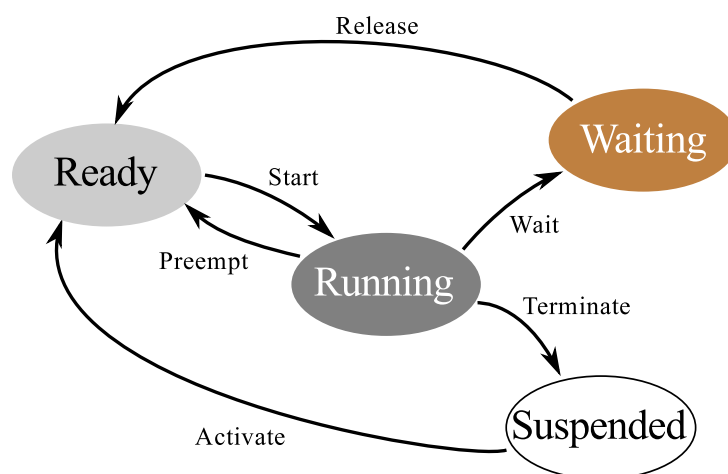 Release
Waiting
Ready
Start
Wait
Preempt
Running
Terminate
Suspended
Activate